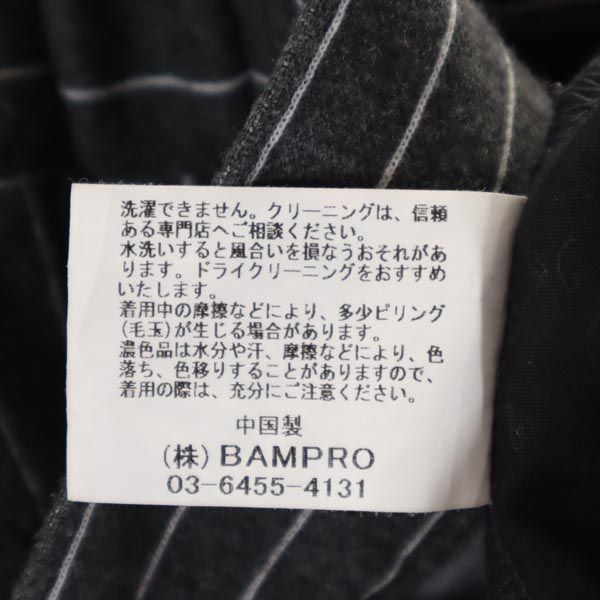 洗濯できません。クリーニングは、信頼
ある専門店へご相談ください。
水洗いすると風合いを損なうおそれがあ
ります。ドライクリーニングをおすすめ
いたします。
着用中の摩擦などにより、多少ピリング
(毛玉)が生じる場合があります。
濃色品は水分や汗、摩擦などにより、色
落ち、色移りすることがありますので、
着用の際は、充分にご注意ください。
中国製
(株) BAMPRO
03-6455-4131